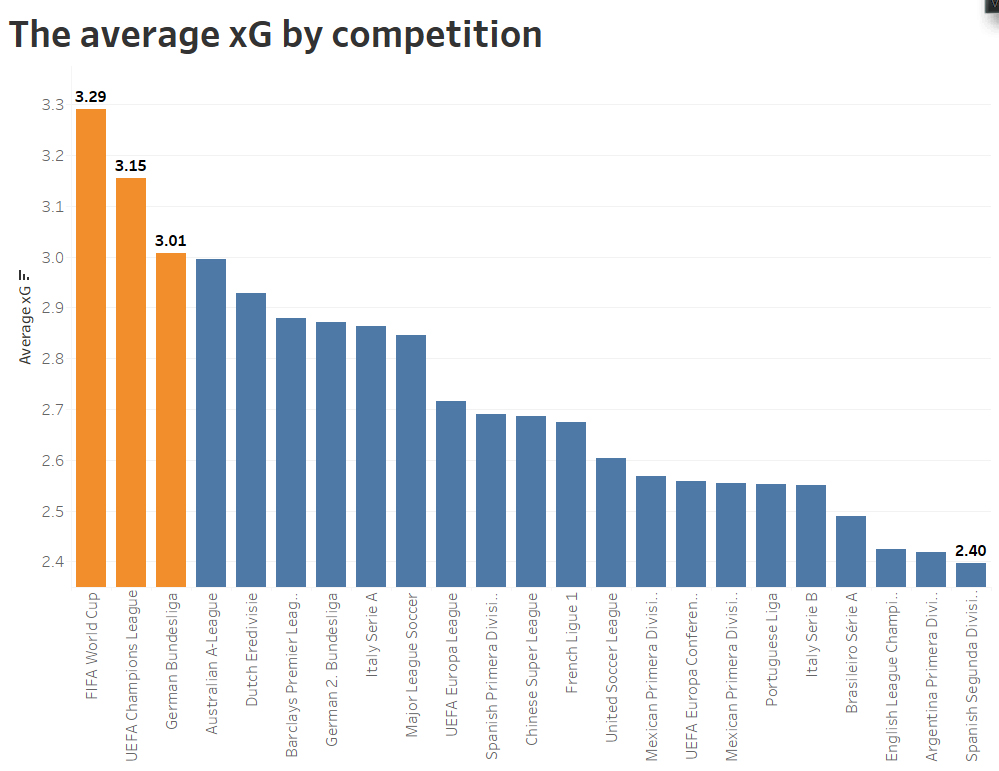 The average xG by competition
3.29
3.15
3.01
2.40
3.3
3.2
3.1
3.0
2.9
2.8
2.7
2.6
2.5
2.4
Average xG
FIFA World Cup
UEFA Champions League
German Bundesliga
Australian A-League
Dutch Eredivisie
Barclays Premier Leag..
German 2. Bundesliga
Italy Serie A
Major League Soccer
UEFA Europa League
Spanish Primera Divisi..
Chinese Super League
French Ligue 1
United Soccer League
Mexican Primera Divisi..
UEFA Europa Conferen..
Mexican Primera Divisi..
Portuguese Liga
Italy Serie B
Brasileiro Série A
English League Champi..
Argentina Primera Divi..
Spanish Segunda Divisi..